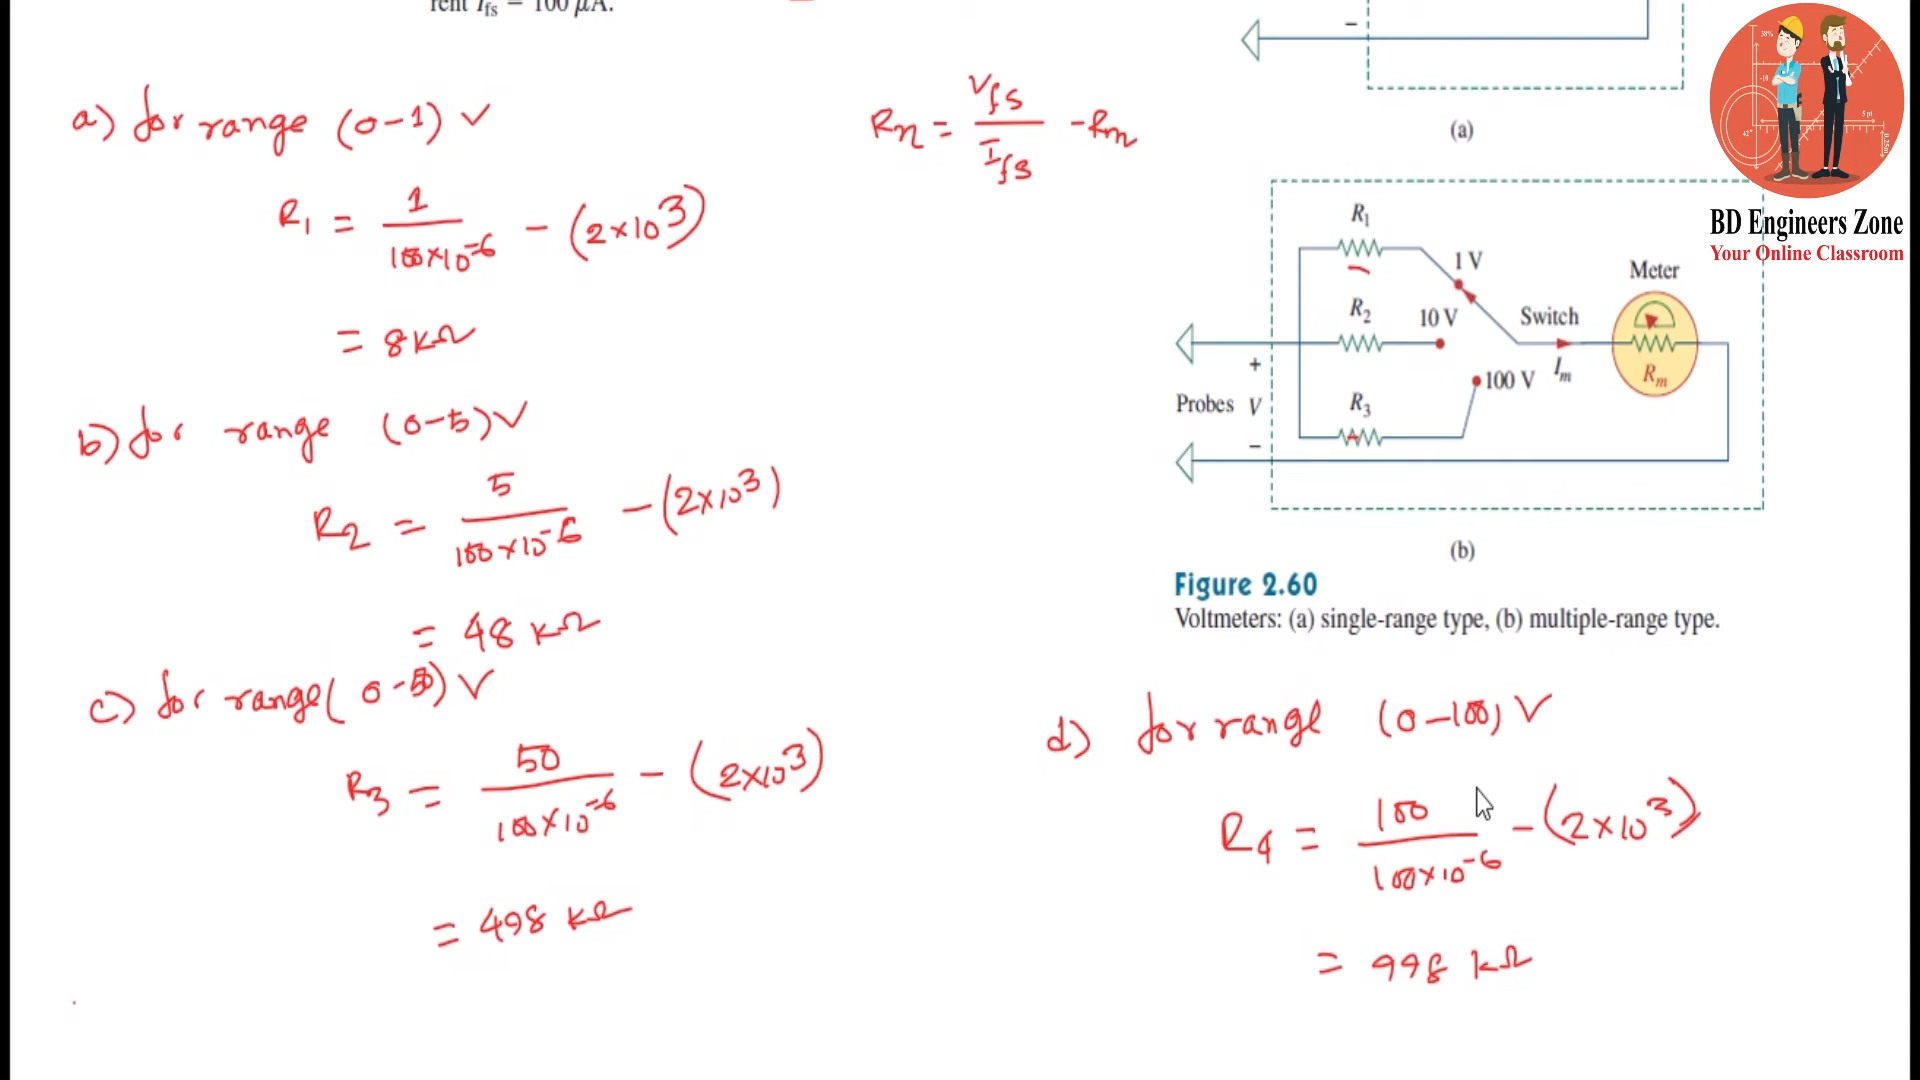 rent Ifs = 100 μA.
a) for range (0-1) V
R1 = 1 / 100×10^-6 - (2×10^3)
= 8 kΩ
b) for range (0-5) V
R2 = 5 / 100×10^-6 - (2×10^3)
= 48 kΩ
c) for range (0-50) V
R3 = 50 / 100×10^-6 - (2×10^3)
= 498 kΩ
Rn = Vfs / Ifs - Rm
−
(a)
R1
1 V
Meter
R2
10 V
Switch
+
100 V
Im
Rm
Probes V
R3
−
(b)
Figure 2.60
Voltmeters: (a) single-range type, (b) multiple-range type.
d) for range (0-100) V
R4 = 100 / 100×10^-6 - (2×10^3)
= 998 kΩ
BD Engineers Zone
Your Online Classroom